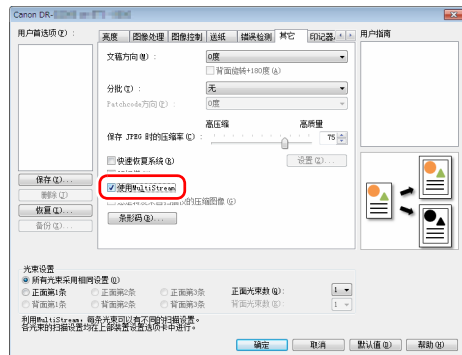 Canon DR-
用户首选项(P):
亮度 图像处理 图像控制 送纸 错误检测 其它 印记器
用户指南
文稿方向(W): 0度
背面旋转+180度(A)
分批(T): 无
Patchcode方向(P): 0度
高压缩 高质量
保存 JPEG 时的压缩率(C): 75
快速恢复系统(R) 设置(Z)...
使用MultiStream
条形码(B)...
保存(V)...
删除(J)
恢复(X)...
备份(Y)...
光束设置
所有光束采用相同设置(O)
正面第1条 正面第2条 正面第3条 正面光束数(Q): 1
背面第1条 背面第2条 背面第3条 背面光束数(G): 1
利用MultiStream，每条光束可以有不同的扫描设置。
各光束的扫描设置均在上部装置设置选项卡中进行。
确定 取消 默认值(D) 帮助(H)